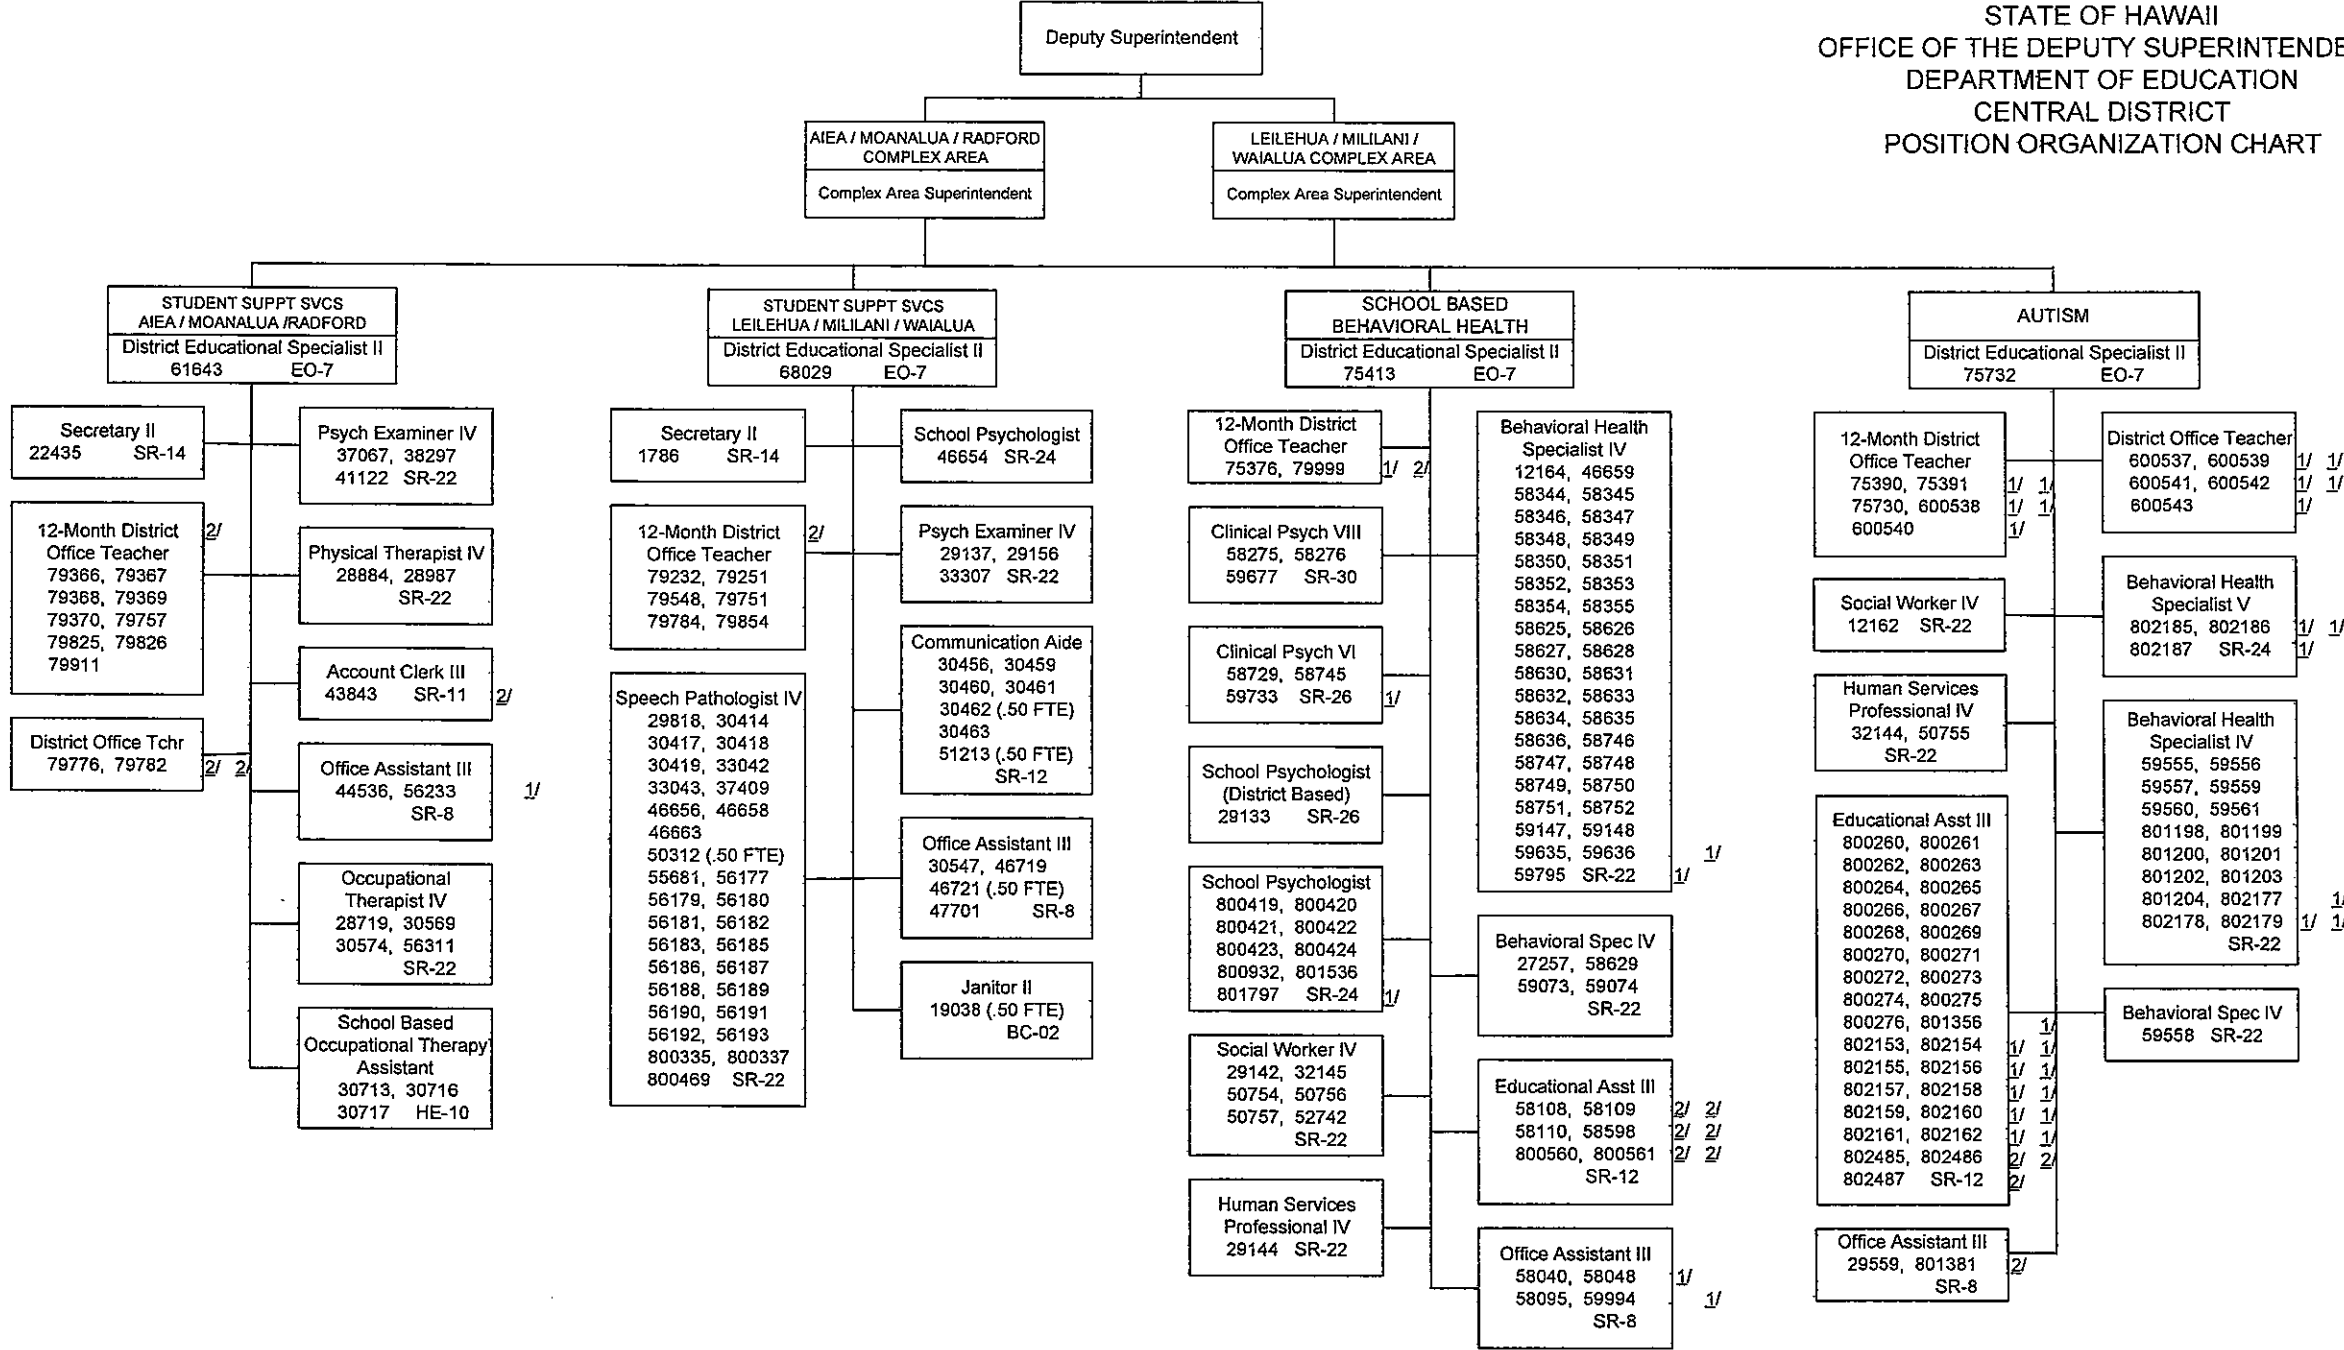 STATE OF HAWAII
OFFICE OF THE DEPUTY SUPERINTENDE
DEPARTMENT OF EDUCATION
CENTRAL DISTRICT
POSITION ORGANIZATION CHART
Deputy Superintendent
AIEA / MOANALUA / RADFORD
COMPLEX AREA
Complex Area Superintendent
LEILEHUA / MILILANI /
WAIALUA COMPLEX AREA
Complex Area Superintendent
STUDENT SUPPT SVCS
AIEA / MOANALUA /RADFORD
District Educational Specialist II
61643 EO-7
Secretary II
22435 SR-14
12-Month District 2/
Office Teacher
79366, 79367
79368, 79369
79370, 79757
79825, 79826
79911
District Office Tchr
79776, 79782 2/ 2/
Psych Examiner IV
37067, 38297
41122 SR-22
Physical Therapist IV
28884, 28987
SR-22
Account Clerk III
43843 SR-11 2/
Office Assistant III
44536, 56233 1/
SR-8
Occupational
Therapist IV
28719, 30569
30574, 56311
SR-22
School Based
Occupational Therapy
Assistant
30713, 30716
30717 HE-10
STUDENT SUPPT SVCS
LEILEHUA / MILILANI / WAIALUA
District Educational Specialist II
68029 EO-7
Secretary II
1786 SR-14
12-Month District 2/
Office Teacher
79232, 79251
79548, 79751
79784, 79854
Speech Pathologist IV
29818, 30414
30417, 30418
30419, 33042
33043, 37409
46656, 46658
46663
50312 (.50 FTE)
55681, 56177
56179, 56180
56181, 56182
56183, 56185
56186, 56187
56188, 56189
56190, 56191
56192, 56193
800335, 800337
800469 SR-22
School Psychologist
46654 SR-24
Psych Examiner IV
29137, 29156
33307 SR-22
Communication Aide
30456, 30459
30460, 30461
30462 (.50 FTE)
30463
51213 (.50 FTE)
SR-12
Office Assistant III
30547, 46719
46721 (.50 FTE)
47701 SR-8
Janitor II
19038 (.50 FTE)
BC-02
SCHOOL BASED
BEHAVIORAL HEALTH
District Educational Specialist II
75413 EO-7
12-Month District
Office Teacher
75376, 79999 1/ 2/
Clinical Psych VIII
58275, 58276
59677 SR-30
Clinical Psych VI
58729, 58745
59733 SR-26 1/
School Psychologist
(District Based)
29133 SR-26
School Psychologist
800419, 800420
800421, 800422
800423, 800424
800932, 801536
801797 SR-24 1/
Social Worker IV
29142, 32145
50754, 50756
50757, 52742
SR-22
Human Services
Professional IV
29144 SR-22
Behavioral Health
Specialist IV
12164, 46659
58344, 58345
58346, 58347
58348, 58349
58350, 58351
58352, 58353
58354, 58355
58625, 58626
58627, 58628
58630, 58631
58632, 58633
58634, 58635
58636, 58746
58747, 58748
58749, 58750
58751, 58752
59147, 59148
59635, 59636 1/
59795 SR-22 1/
Behavioral Spec IV
27257, 58629
59073, 59074
SR-22
Educational Asst III
58108, 58109 2/ 2/
58110, 58598 2/ 2/
800560, 800561 2/ 2/
SR-12
Office Assistant III
58040, 58048 1/
58095, 59994 1/
SR-8
AUTISM
District Educational Specialist II
75732 EO-7
12-Month District
Office Teacher
75390, 75391 1/ 1/
75730, 600538 1/ 1/
600540 1/
Social Worker IV
12162 SR-22
Human Services
Professional IV
32144, 50755
SR-22
Educational Asst III
800260, 800261
800262, 800263
800264, 800265
800266, 800267
800268, 800269
800270, 800271
800272, 800273
800274, 800275
800276, 801356 1/
802153, 802154 1/ 1/
802155, 802156 1/ 1/
802157, 802158 1/ 1/
802159, 802160 1/ 1/
802161, 802162 1/ 1/
802485, 802486 2/ 2/
802487 SR-12 2/
Office Assistant III
29559, 801381 2/
SR-8
District Office Teacher
600537, 600539 1/ 1/
600541, 600542 1/ 1/
600543 1/
Behavioral Health
Specialist V
802185, 802186 1/ 1/
802187 SR-24 1/
Behavioral Health
Specialist IV
59555, 59556
59557, 59559
59560, 59561
801198, 801199
801200, 801201
801202, 801203
801204, 802177 1/
802178, 802179 1/ 1/
SR-22
Behavioral Spec IV
59558 SR-22